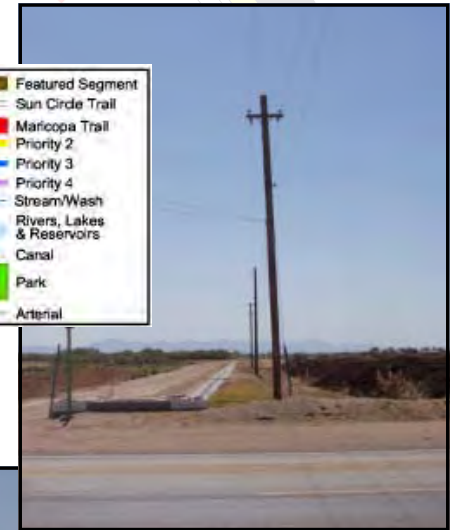 Featured Segment
Sun Circle Trail
Maricopa Trail
Priority 2
Priority 3
Priority 4
Stream/Wash
Rivers, Lakes
& Reservoirs
Canal
Park
Arterial